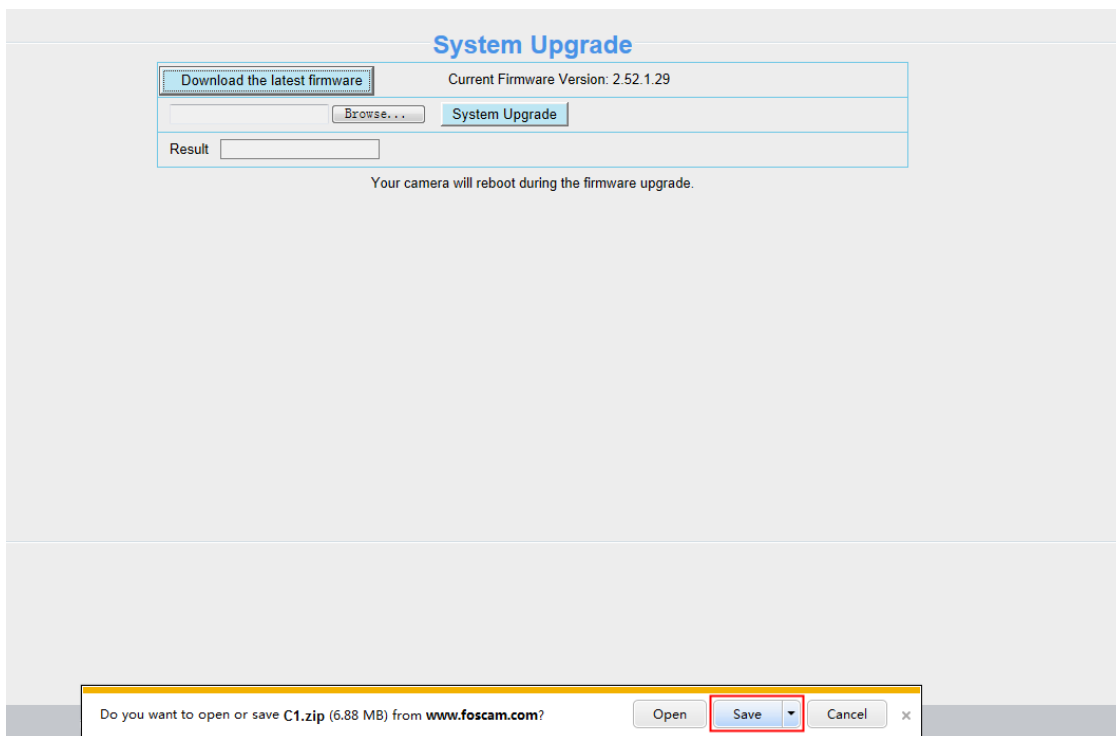 System Upgrade
Download the latest firmware Current Firmware Version: 2.52.1.29
Browse... System Upgrade
Result
Your camera will reboot during the firmware upgrade.
Do you want to open or save C1.zip (6.88 MB) from www.foscam.com? Open Save Cancel ×